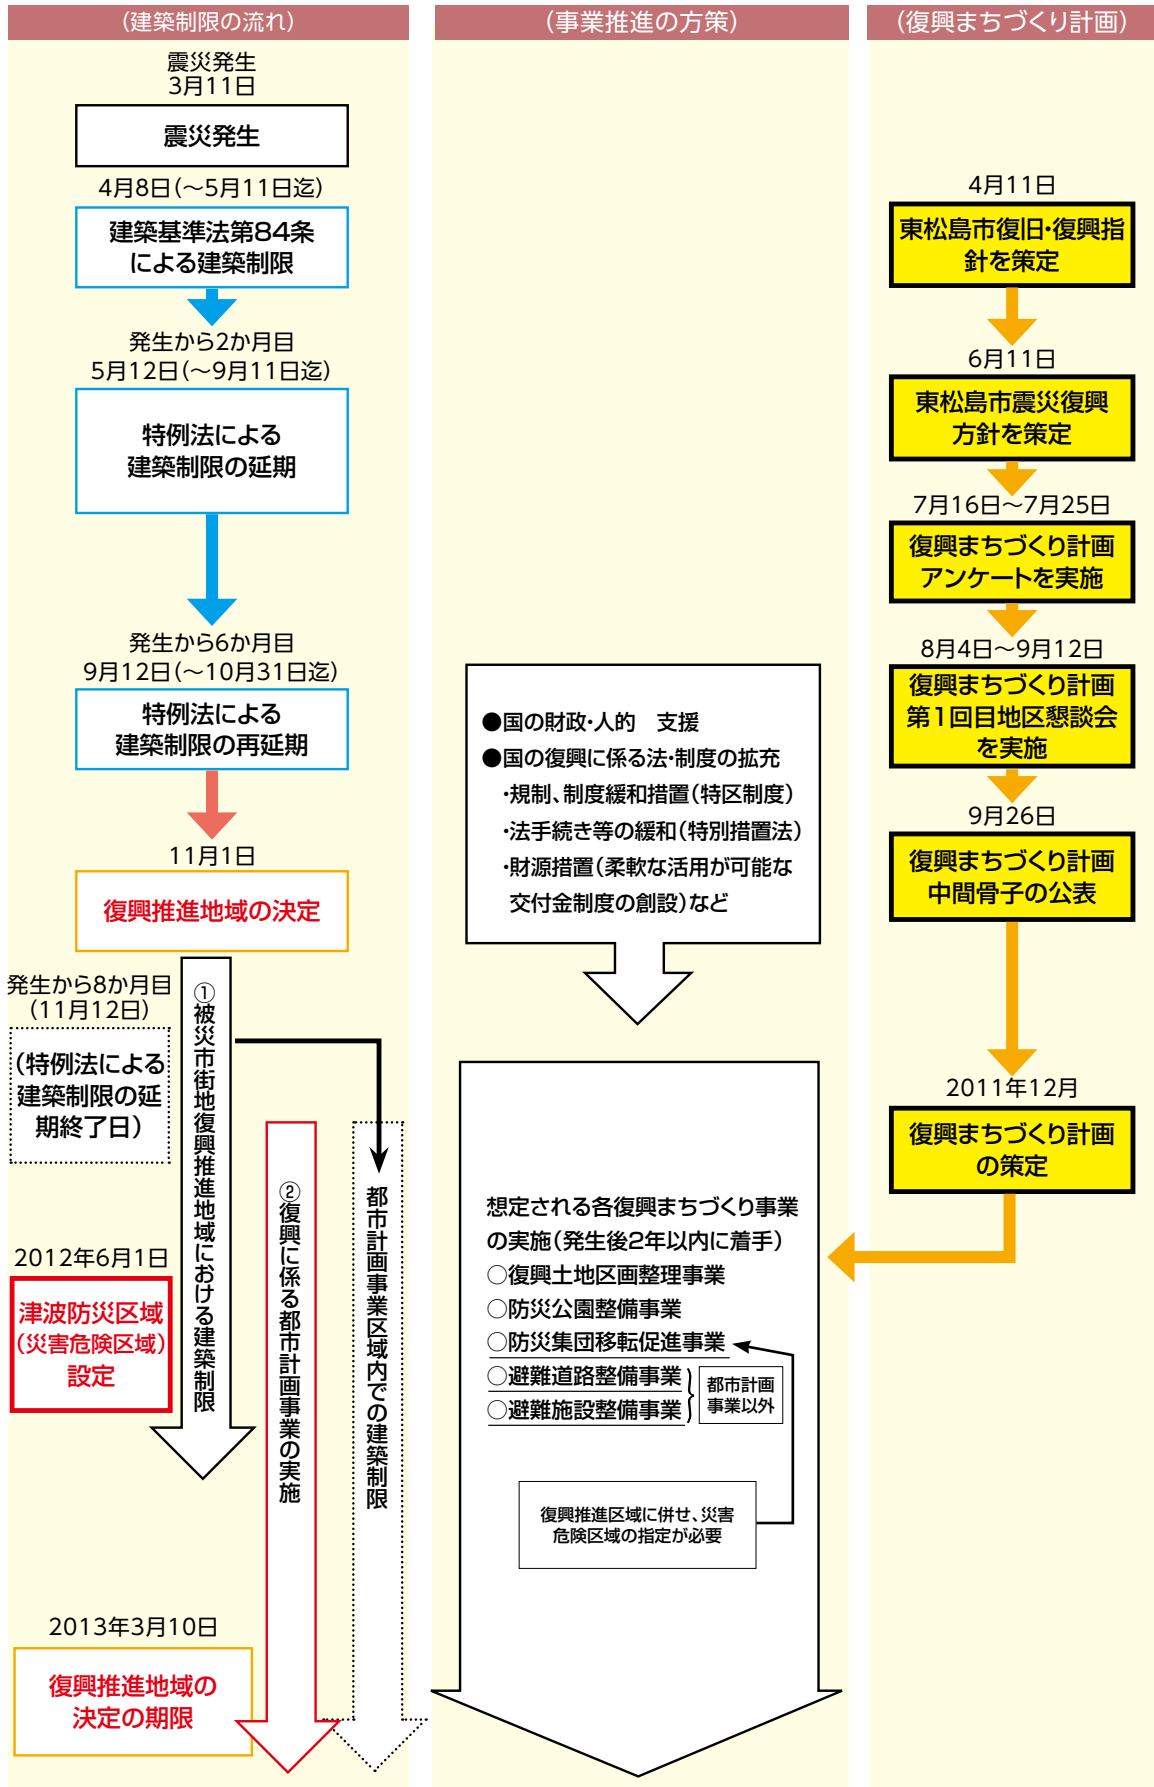 (建築制限の流れ)
震災発生
3月11日
震災発生
4月8日(～5月11日迄)
建築基準法第84条
による建築制限
発生から2か月目
5月12日(～9月11日迄)
特例法による
建築制限の延期
発生から6か月目
9月12日(～10月31日迄)
特例法による
建築制限の再延期
11月1日
復興推進地域の決定
発生から8か月目
(11月12日)
(特例法による
建築制限の延
期終了日)
①被災市街地復興推進地域における建築制限
②復興に係る都市計画事業の実施
都市計画事業区域内での建築制限
2012年6月1日
津波防災区域
(災害危険区域)
設定
2013年3月10日
復興推進地域の
決定の期限
(事業推進の方策)
●国の財政・人的　支援
●国の復興に係る法・制度の拡充
・規制、制度緩和措置(特区制度)
・法手続き等の緩和(特別措置法)
・財源措置(柔軟な活用が可能な
交付金制度の創設)など
想定される各復興まちづくり事業
の実施(発生後2年以内に着手)
○復興土地区画整理事業
○防災公園整備事業
○防災集団移転促進事業
○避難道路整備事業
○避難施設整備事業
都市計画
事業以外
復興推進区域に併せ、災害
危険区域の指定が必要
(復興まちづくり計画)
4月11日
東松島市復旧・復興指
針を策定
6月11日
東松島市震災復興
方針を策定
7月16日～7月25日
復興まちづくり計画
アンケートを実施
8月4日～9月12日
復興まちづくり計画
第1回目地区懇談会
を実施
9月26日
復興まちづくり計画
中間骨子の公表
2011年12月
復興まちづくり計画
の策定